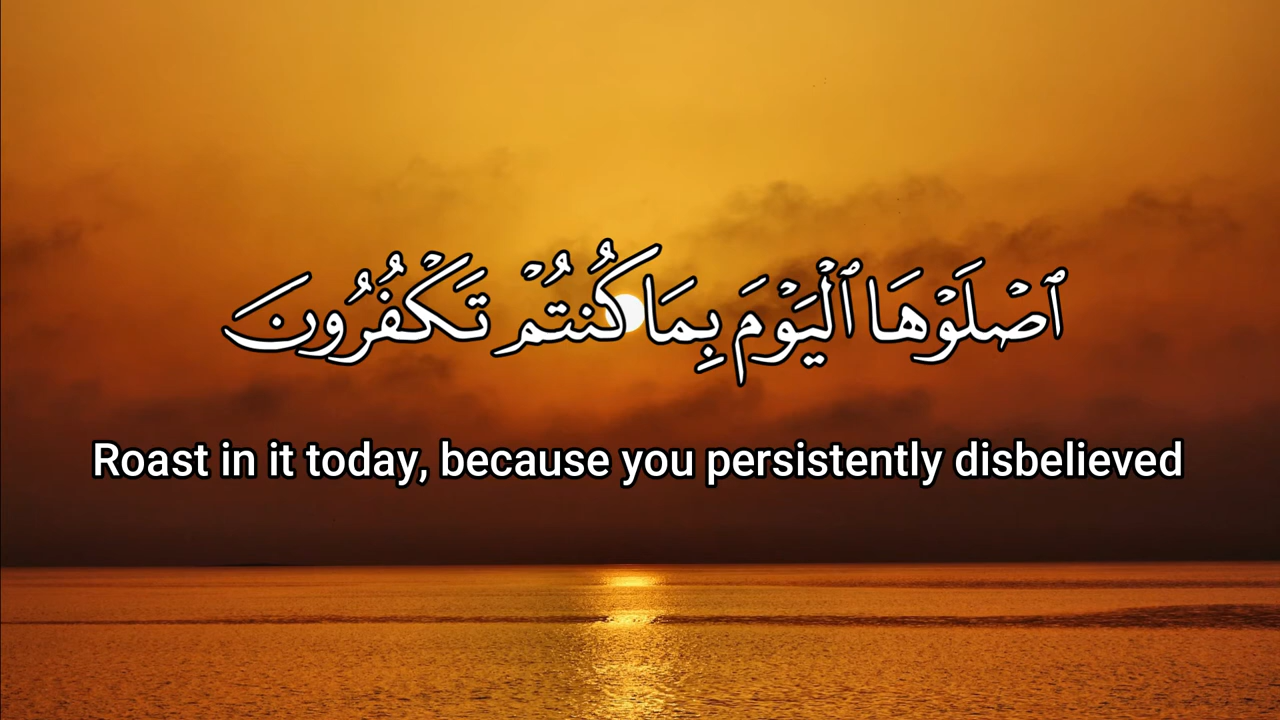 ٱصۡلَوۡهَا ٱلۡيَوۡمَ بِمَا كُنتُمۡ تَكۡفُرُونَ
Roast in it today, because you persistently disbelieved